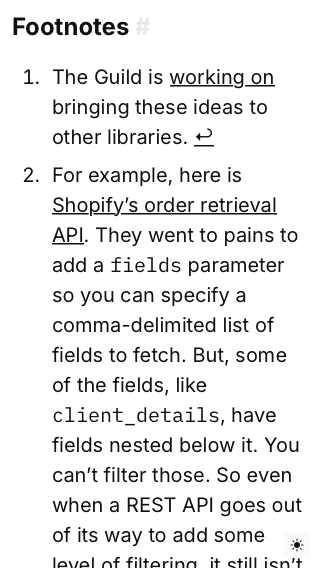 Footnotes #
1. The Guild is working on
bringing these ideas to
other libraries. ↩
2. For example, here is
Shopify’s order retrieval
API. They went to pains to
add a fields parameter
so you can specify a
comma-delimited list of
fields to fetch. But, some
of the fields, like
client_details, have
fields nested below it. You
can’t filter those. So even
when a REST API goes out
of its way to add some
level of filtering, it still isn’t